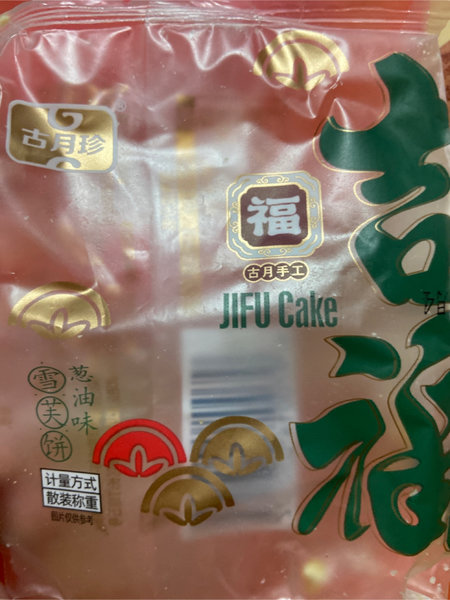 古月珍
®
福
古月手工
JIFU Cake
吉福
葱油味
雪芙饼
计量方式
散装称重
图片仅供参考